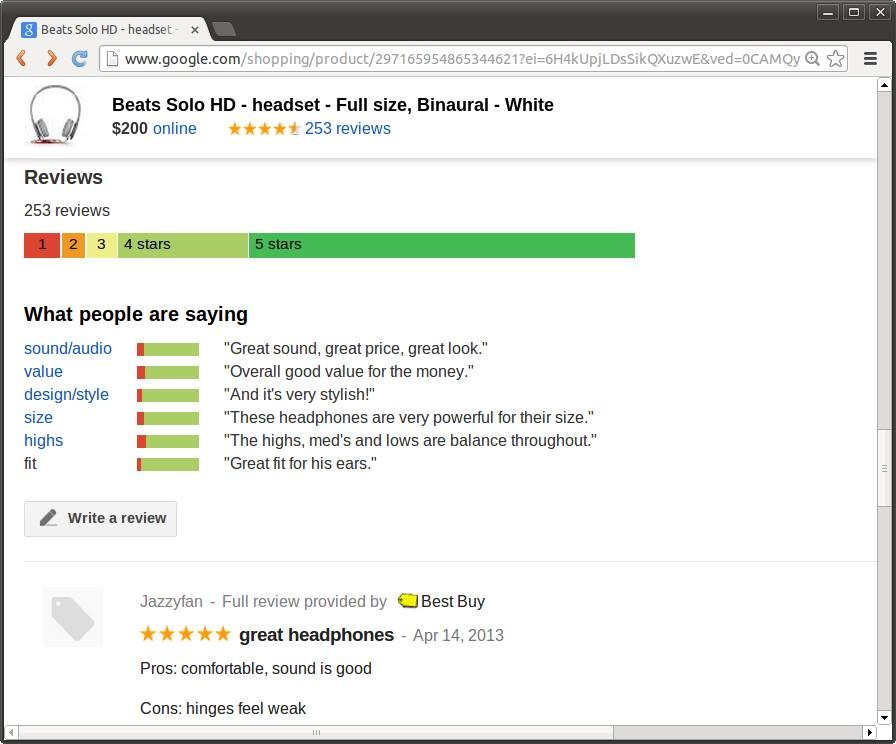 Beats Solo HD - headset -
www.google.com/shopping/product/297165954865344621?ei=6H4kUpjLDsSikQXuzwE&ved=0CAMQy
Beats Solo HD - headset - Full size, Binaural - White
$200 online 253 reviews
Reviews
253 reviews
1 2 3 4 stars 5 stars
What people are saying
sound/audio "Great sound, great price, great look."
value "Overall good value for the money."
design/style "And it's very stylish!"
size "These headphones are very powerful for their size."
highs "The highs, med's and lows are balance throughout."
fit "Great fit for his ears."
Write a review
Jazzyfan - Full review provided by Best Buy
great headphones - Apr 14, 2013
Pros: comfortable, sound is good
Cons: hinges feel weak